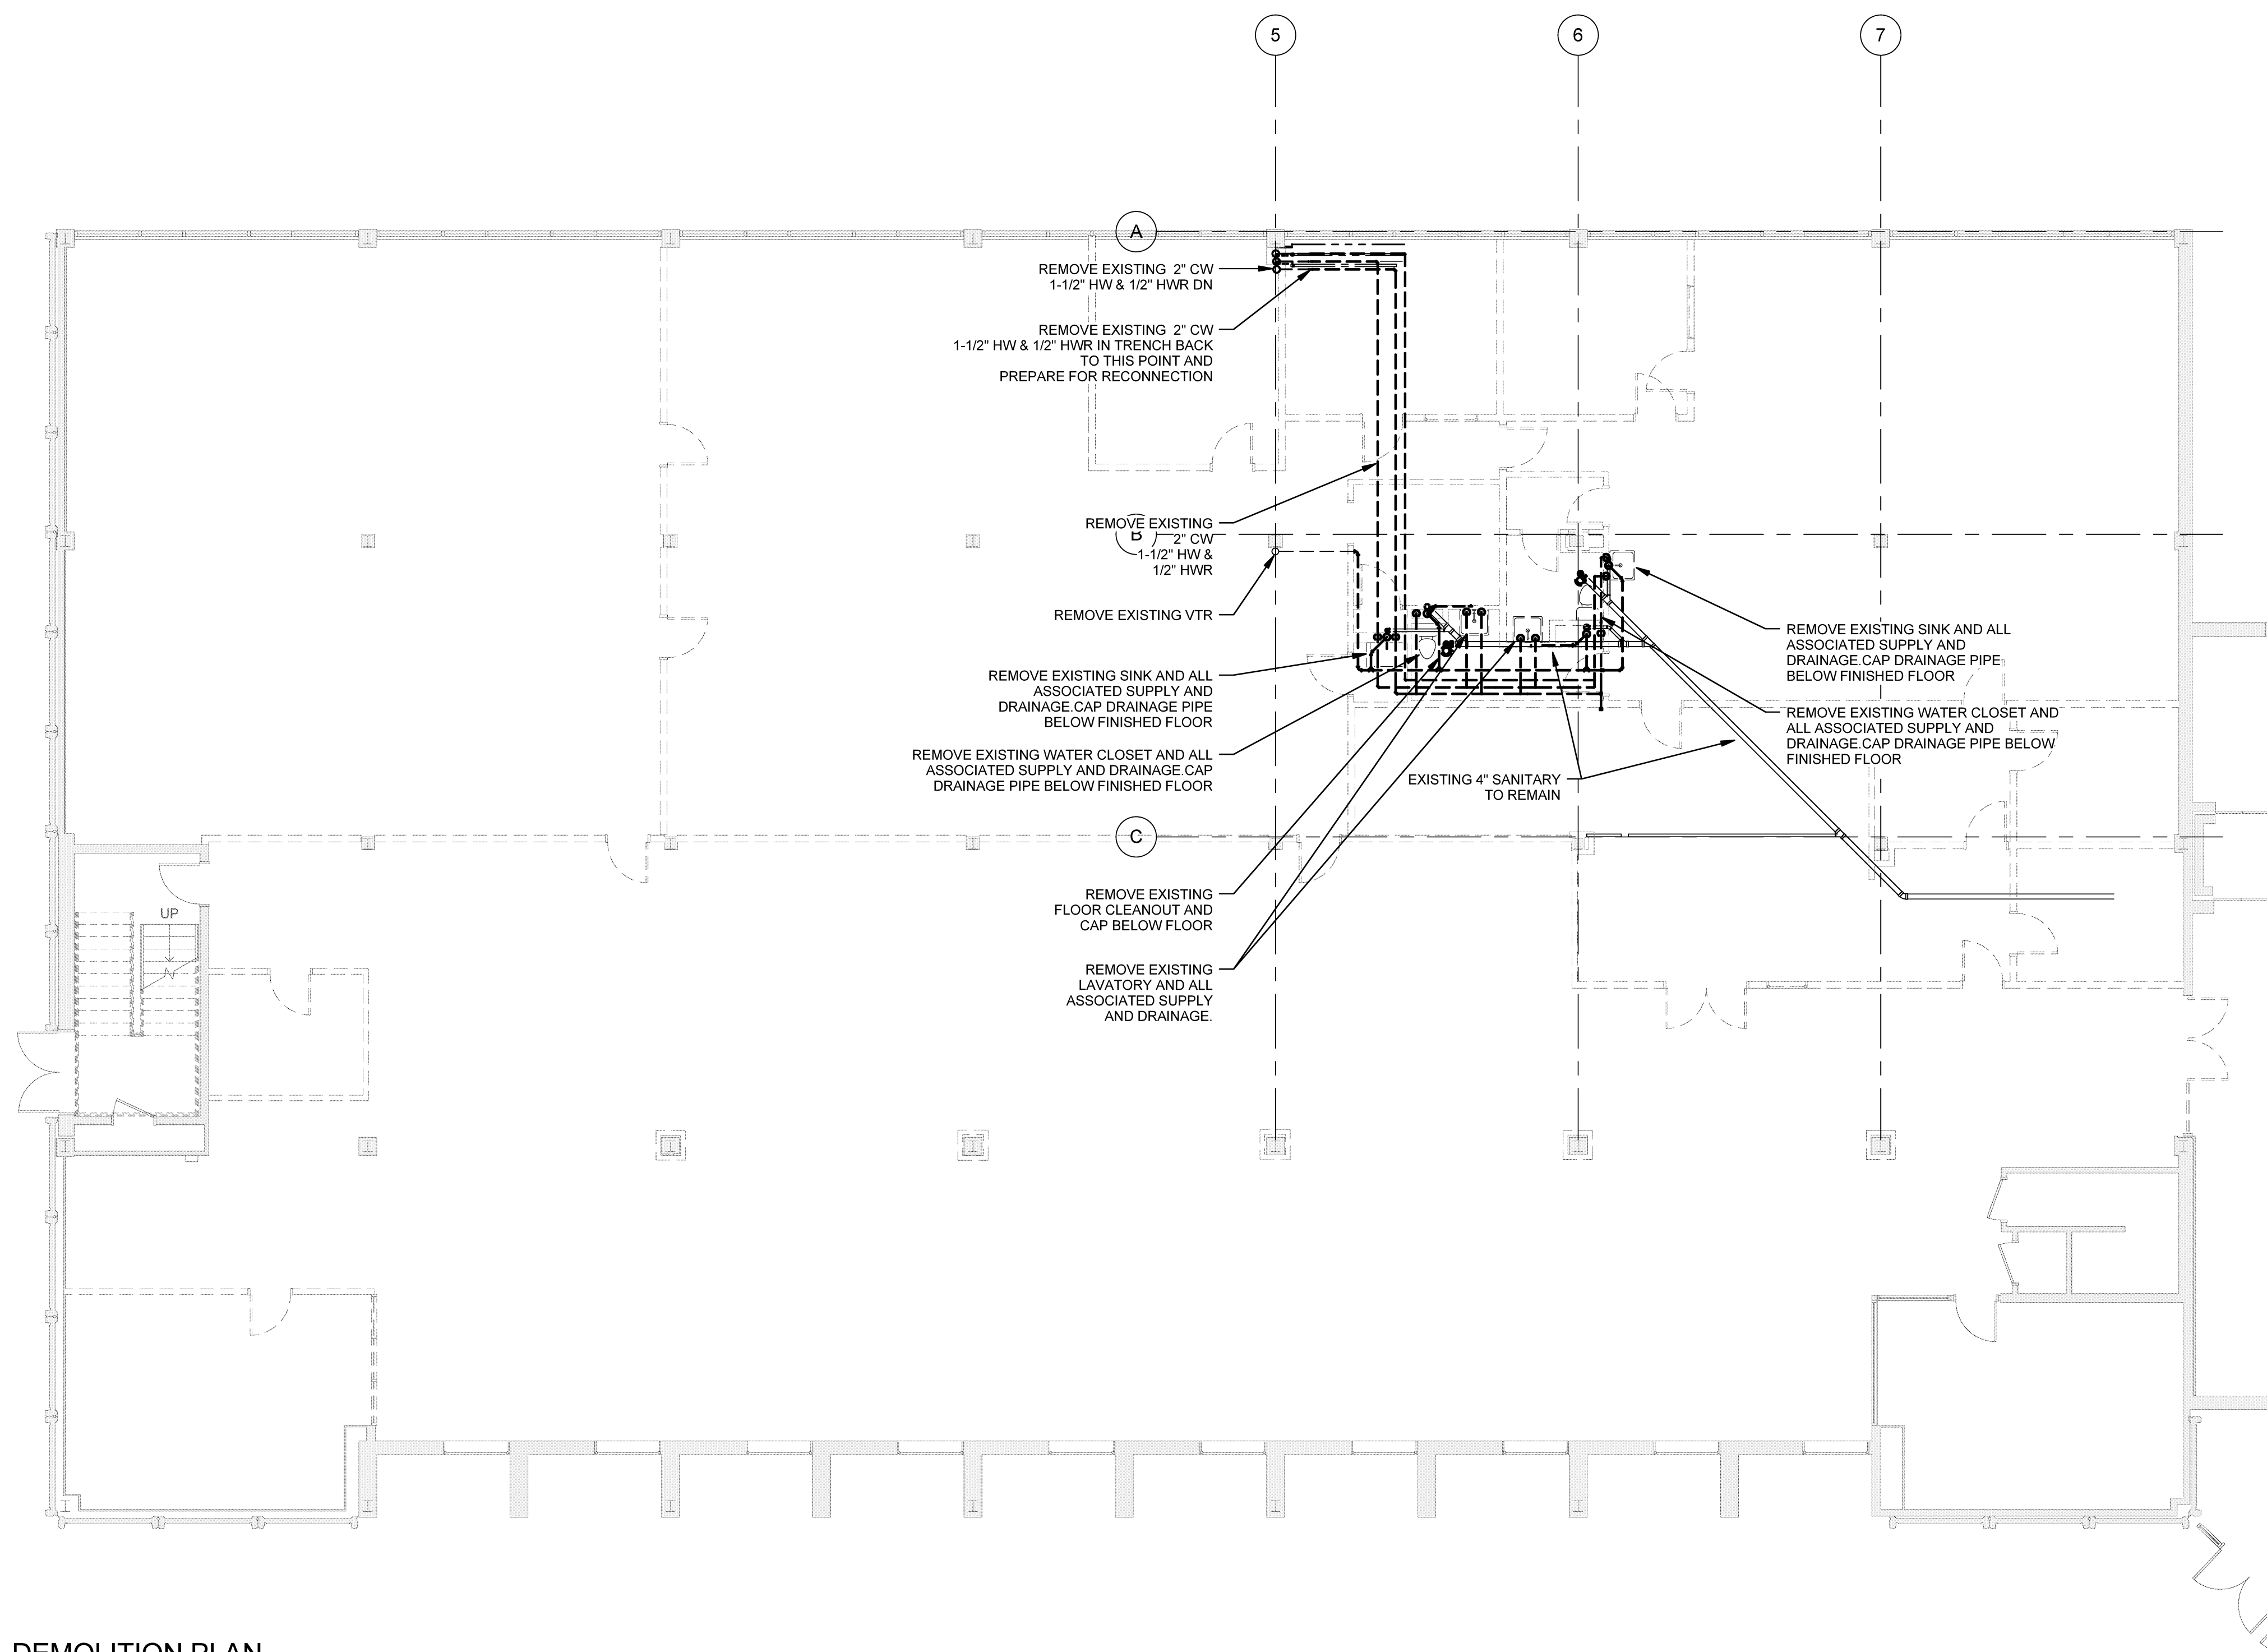 5
6
7
A
REMOVE EXISTING 2" CW
1-1/2" HW & 1/2" HWR DN
REMOVE EXISTING 2" CW
1-1/2" HW & 1/2" HWR IN TRENCH BACK
TO THIS POINT AND
PREPARE FOR RECONNECTION
REMOVE EXISTING
2" CW
1-1/2" HW &
1/2" HWR
B
REMOVE EXISTING VTR
REMOVE EXISTING SINK AND ALL
ASSOCIATED SUPPLY AND
DRAINAGE.CAP DRAINAGE PIPE
BELOW FINISHED FLOOR
REMOVE EXISTING WATER CLOSET AND ALL
ASSOCIATED SUPPLY AND DRAINAGE.CAP
DRAINAGE PIPE BELOW FINISHED FLOOR
REMOVE EXISTING SINK AND ALL
ASSOCIATED SUPPLY AND
DRAINAGE.CAP DRAINAGE PIPE
BELOW FINISHED FLOOR
REMOVE EXISTING WATER CLOSET AND
ALL ASSOCIATED SUPPLY AND
DRAINAGE.CAP DRAINAGE PIPE BELOW
FINISHED FLOOR
EXISTING 4" SANITARY
TO REMAIN
C
REMOVE EXISTING
FLOOR CLEANOUT AND
CAP BELOW FLOOR
UP
REMOVE EXISTING
LAVATORY AND ALL
ASSOCIATED SUPPLY
AND DRAINAGE.
DEMOLITION PLAN